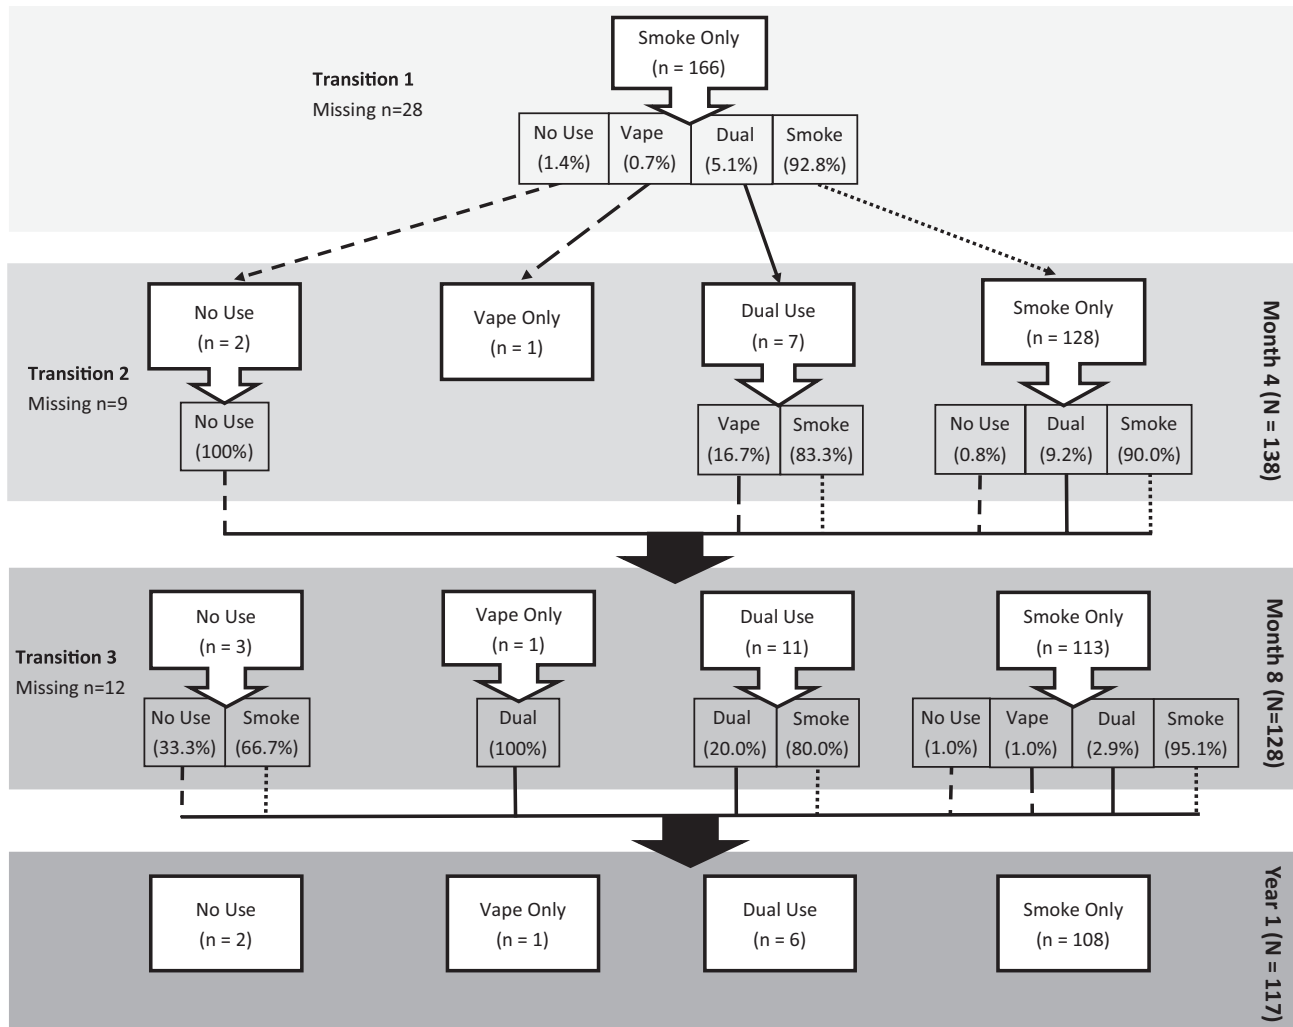 Smoke Only
(n = 166)
Transition 1
Missing n=28
No Use
(1.4%)
Vape
(0.7%)
Dual
(5.1%)
Smoke
(92.8%)
Month 4 (N = 138)
No Use
(n = 2)
Vape Only
(n = 1)
Dual Use
(n = 7)
Smoke Only
(n = 128)
Transition 2
Missing n=9
No Use
(100%)
Vape
(16.7%)
Smoke
(83.3%)
No Use
(0.8%)
Dual
(9.2%)
Smoke
(90.0%)
Month 8 (N=128)
No Use
(n = 3)
Vape Only
(n = 1)
Dual Use
(n = 11)
Smoke Only
(n = 113)
Transition 3
Missing n=12
No Use
(33.3%)
Smoke
(66.7%)
Dual
(100%)
Dual
(20.0%)
Smoke
(80.0%)
No Use
(1.0%)
Vape
(1.0%)
Dual
(2.9%)
Smoke
(95.1%)
Year 1 (N = 117)
No Use
(n = 2)
Vape Only
(n = 1)
Dual Use
(n = 6)
Smoke Only
(n = 108)